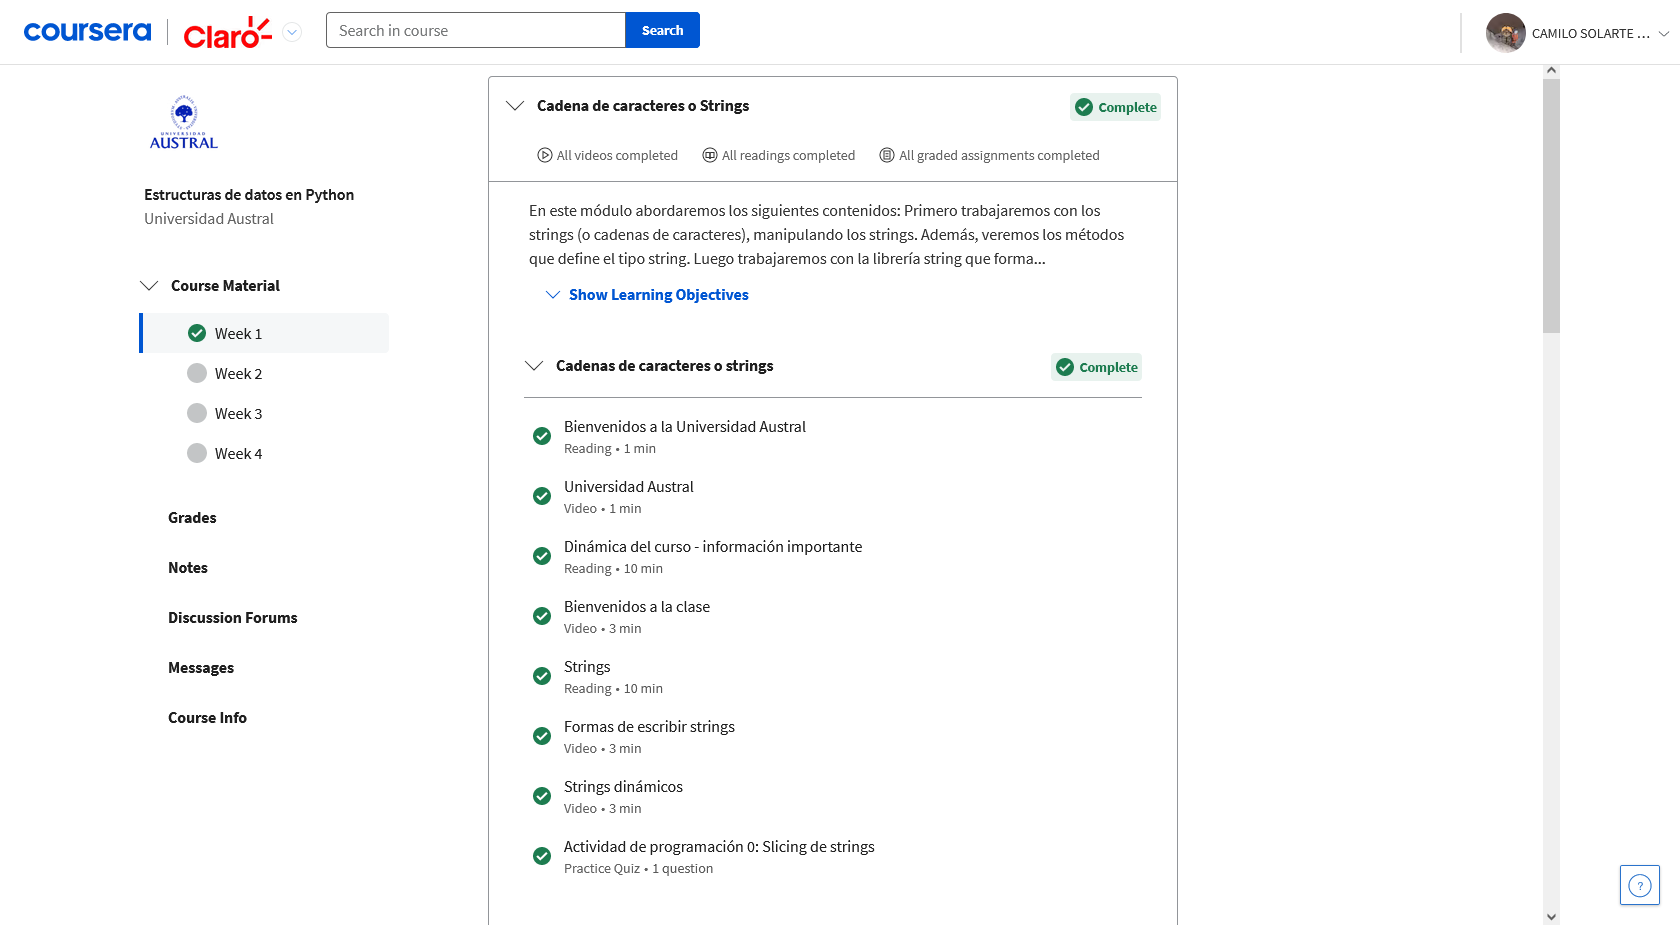 coursera
Claro
Search in course
Search
CAMILO SOLARTE ...
UNIVERSIDAD
AUSTRAL
Estructuras de datos en Python
Universidad Austral
Course Material
Week 1
Week 2
Week 3
Week 4
Grades
Notes
Discussion Forums
Messages
Course Info
Cadena de caracteres o Strings
Complete
All videos completed
All readings completed
All graded assignments completed
En este módulo abordaremos los siguientes contenidos: Primero trabajaremos con los
strings (o cadenas de caracteres), manipulando los strings. Además, veremos los métodos
que define el tipo string. Luego trabajaremos con la librería string que forma...
Show Learning Objectives
Cadenas de caracteres o strings
Complete
Bienvenidos a la Universidad Austral
Reading • 1 min
Universidad Austral
Video • 1 min
Dinámica del curso - información importante
Reading • 10 min
Bienvenidos a la clase
Video • 3 min
Strings
Reading • 10 min
Formas de escribir strings
Video • 3 min
Strings dinámicos
Video • 3 min
Actividad de programación 0: Slicing de strings
Practice Quiz • 1 question
?